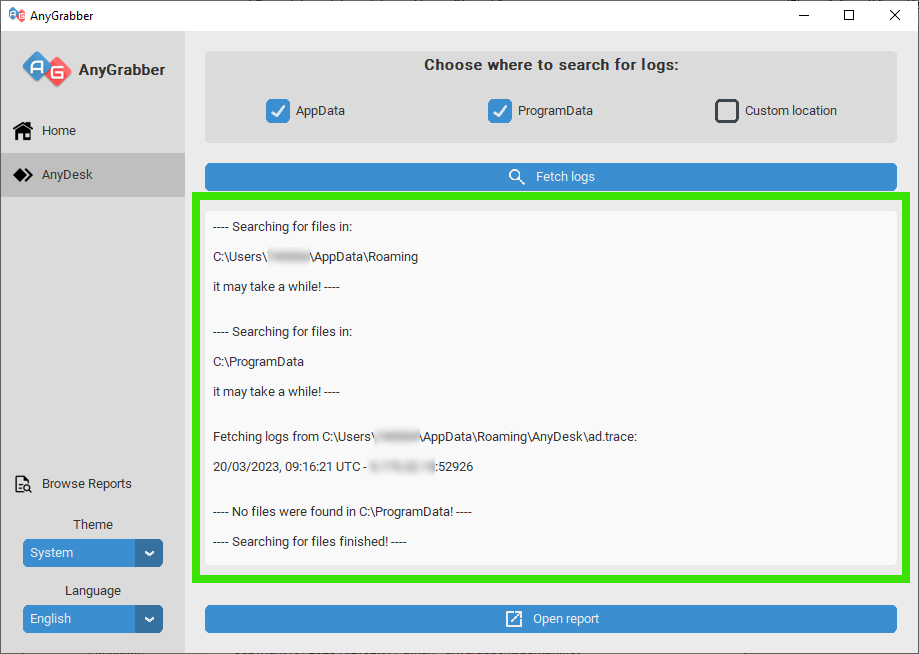 AnyGrabber
AG AnyGrabber
Home
AnyDesk
Browse Reports
Theme
System
Language
English
Choose where to search for logs:
AppData
ProgramData
Custom location
Fetch logs
---- Searching for files in:
C:\Users\ \AppData\Roaming
it may take a while! ----
---- Searching for files in:
C:\ProgramData
it may take a while! ----
Fetching logs from C:\Users\ \AppData\Roaming\AnyDesk\ad.trace:
20/03/2023, 09:16:21 UTC - :52926
---- No files were found in C:\ProgramData! ----
---- Searching for files finished! ----
Open report